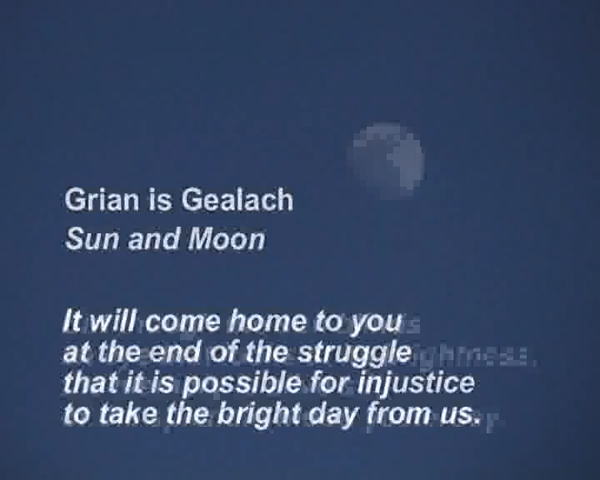 Grian is Gealach
Sun and Moon
It will come home to you
at the end of the struggle
that it is possible for injustice
to take the bright day from us.